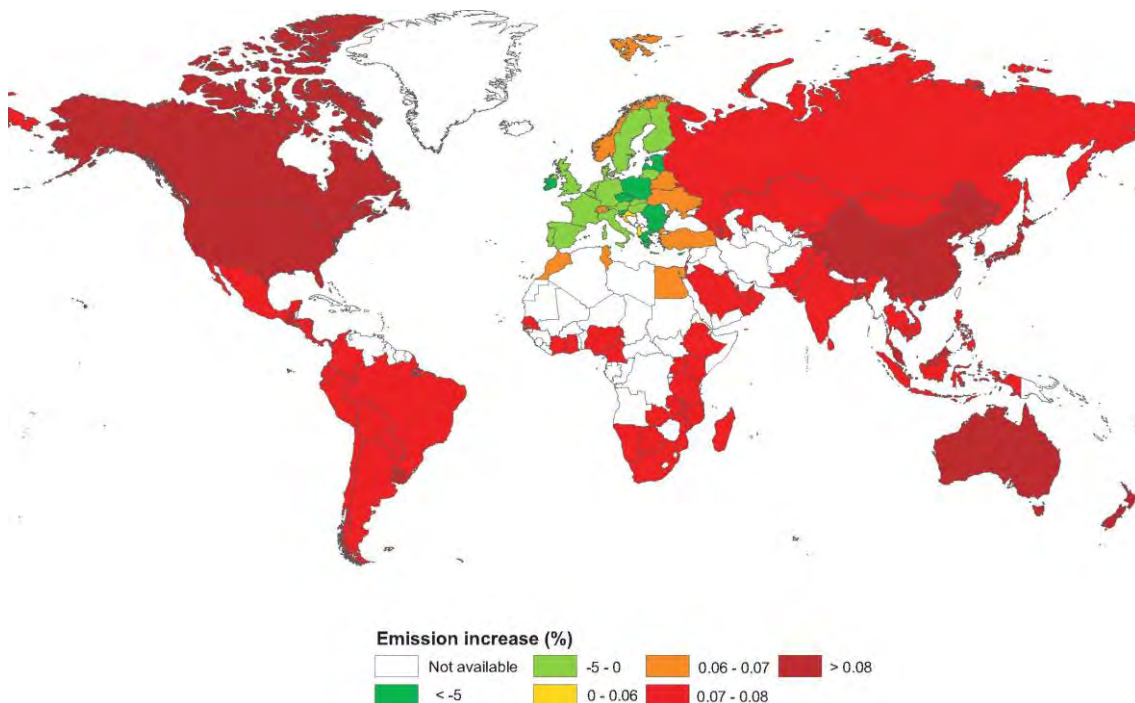 Emission increase (%)
Not available
-5 - 0
0.06 - 0.07
> 0.08
< -5
0 - 0.06
0.07 - 0.08